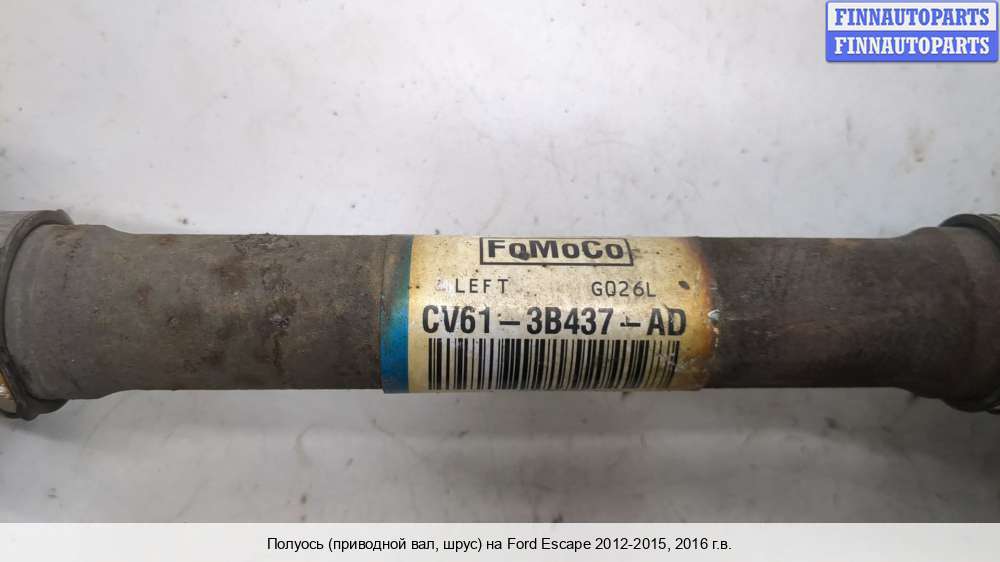 FINNAUTOPARTS
FINNAUTOPARTS
FoMoCo
LEFT GQ26L
CV61-3B437-AD
Полуось (приводной вал, шрус) на Ford Escape 2012-2015, 2016 г.в.